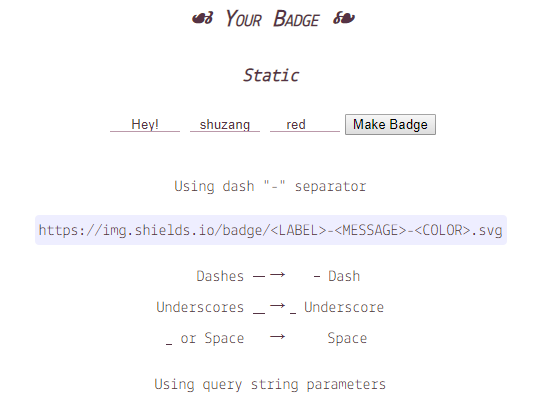 ☙ Your Badge ❧
Static
Hey! shuzang red Make Badge
Using dash "-" separator
https://img.shields.io/badge/<LABEL>-<MESSAGE>-<COLOR>.svg
Dashes -- → - Dash
Underscores __ → _ Underscore
_ or Space → Space
Using query string parameters